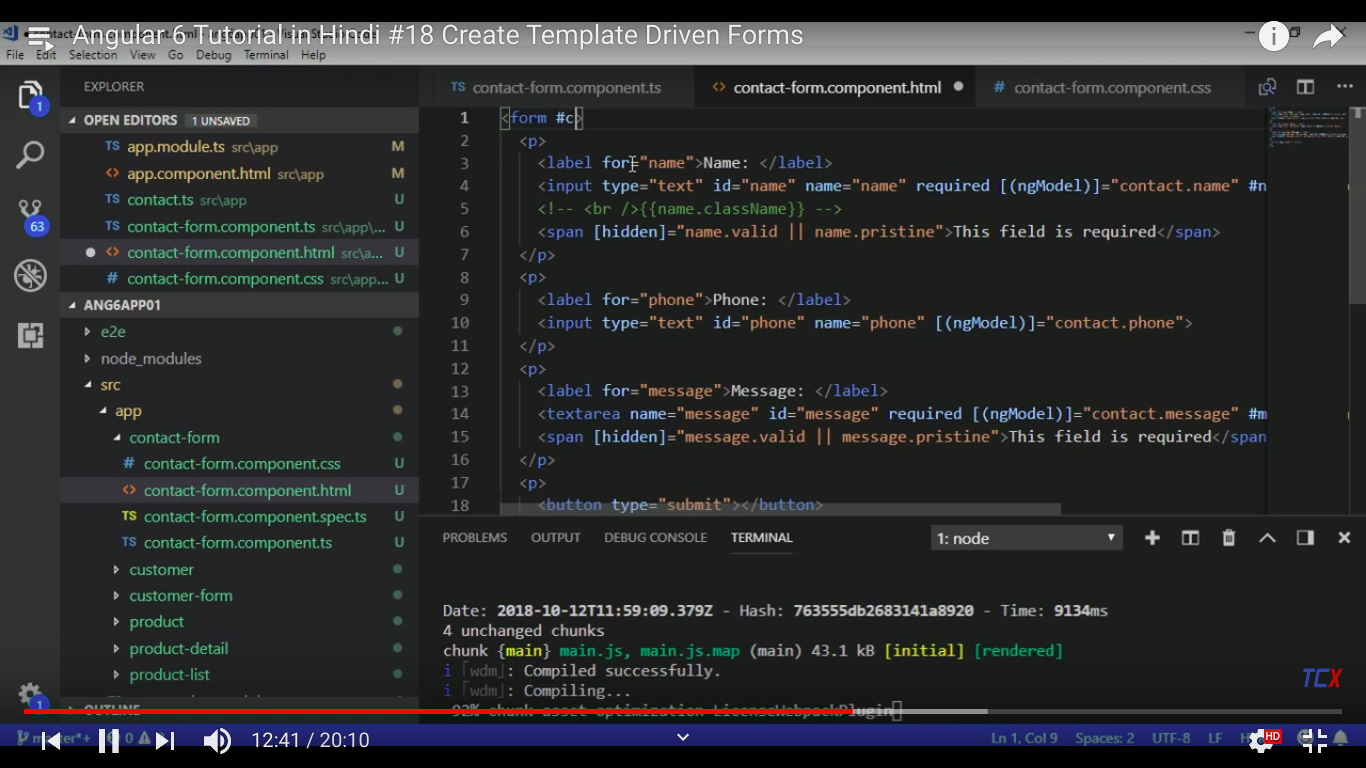 Angular 6 Tutorial in Hindi #18 Create Template Driven Forms
File Edit Selection View Go Debug Terminal Help
EXPLORER
OPEN EDITORS 1 UNSAVED
TS app.module.ts src\app M
<> app.component.html src\app M
TS contact.ts src\app U
TS contact-form.component.ts src\app\... U
<> contact-form.component.html src\a... U
# contact-form.component.css src\app... U
ANG6APP01
e2e
node_modules
src
app
contact-form
# contact-form.component.css U
<> contact-form.component.html U
TS contact-form.component.spec.ts U
TS contact-form.component.ts U
customer
customer-form
product
product-detail
product-list
OUTLINE
1
63
1
TS contact-form.component.ts <> contact-form.component.html # contact-form.component.css
1 <form #c>
2 <p>
3 <label for="name">Name: </label>
4 <input type="text" id="name" name="name" required [(ngModel)]="contact.name" #n
5 <!-- <br />{{name.className}} -->
6 <span [hidden]="name.valid || name.pristine">This field is required</span>
7 </p>
8 <p>
9 <label for="phone">Phone: </label>
10 <input type="text" id="phone" name="phone" [(ngModel)]="contact.phone">
11 </p>
12 <p>
13 <label for="message">Message: </label>
14 <textarea name="message" id="message" required [(ngModel)]="contact.message" #m
15 <span [hidden]="message.valid || message.pristine">This field is required</span
16 </p>
17 <p>
18 <button type="submit"></button>
PROBLEMS OUTPUT DEBUG CONSOLE TERMINAL 1: node
Date: 2018-10-12T11:59:09.379Z - Hash: 763555db2683141a8920 - Time: 9134ms
4 unchanged chunks
chunk {main} main.js, main.js.map (main) 43.1 kB [initial] [rendered]
i ｢wdm｣: Compiled successfully.
i ｢wdm｣: Compiling...
92% chunk asset optimization LicenseWebpackPlugin
TCX
12:41 / 20:10
Ln 1, Col 9 Spaces: 2 UTF-8 LF
HD